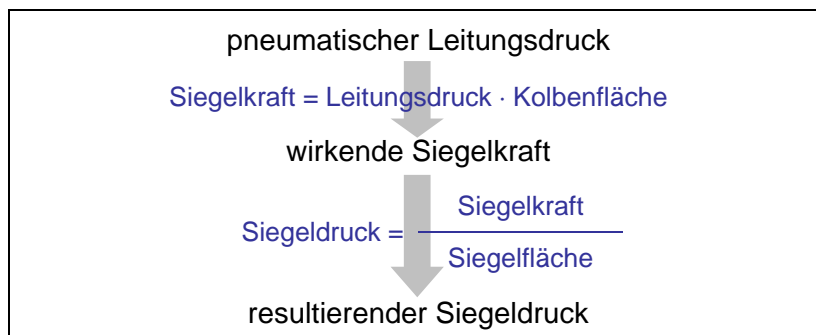 pneumatischer Leitungsdruck
Siegelkraft = Leitungsdruck · Kolbenfläche
wirkende Siegelkraft
Siegelkraft
Siegeldruck =
Siegelfläche
resultierender Siegeldruck